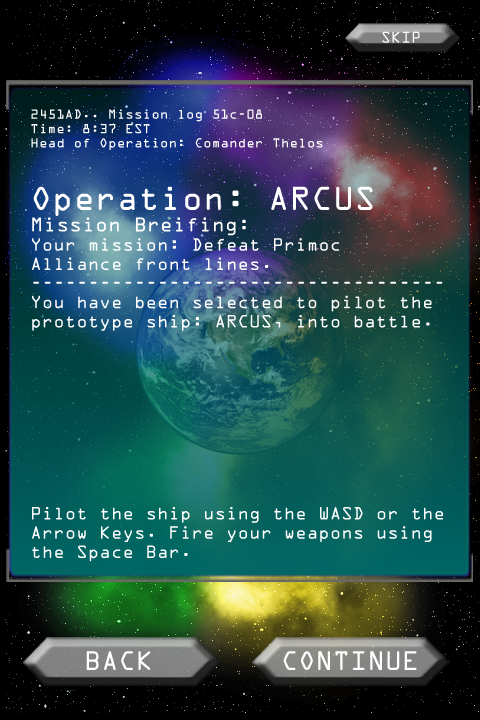 SKIP
2451AD.. Mission log 51c-08
Time: 8:37 EST
Head of Operation: Comander Thelos
Operation: ARCUS
Mission Breifing:
Your mission: Defeat Primoc
Alliance front lines.
-----------------------------------
You have been selected to pilot the
prototype ship: ARCUS, into battle.
Pilot the ship using the WASD or the
Arrow Keys. Fire your weapons using
the Space Bar.
BACK
CONTINUE